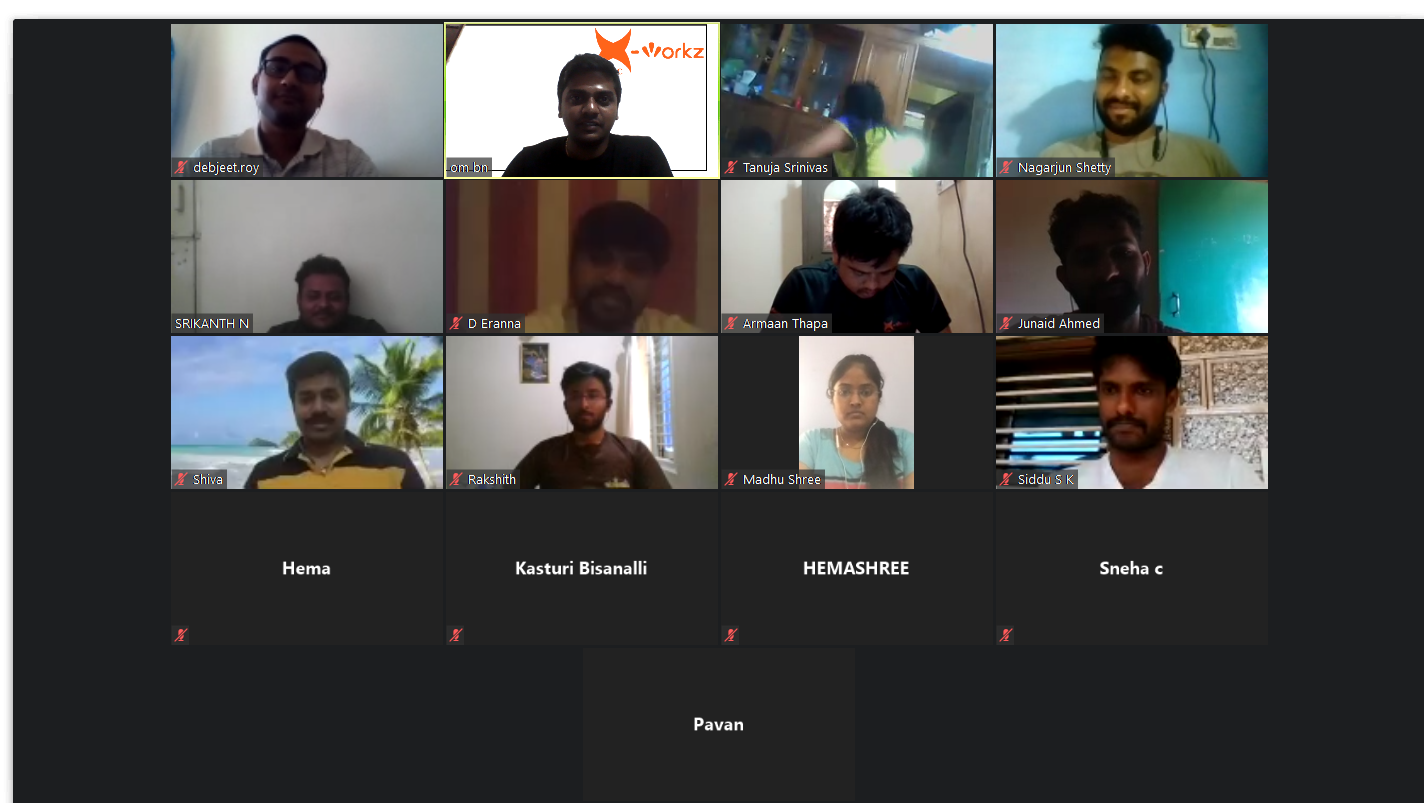 X-workz
debjeet.roy
om-bn
Tanuja Srinivas
Nagarjun Shetty
SRIKANTH N
D Eranna
Armaan Thapa
Junaid Ahmed
Shiva
Rakshith
Madhu Shree
Siddu S K
Hema
Kasturi Bisanalli
HEMASHREE
Sneha c
Pavan